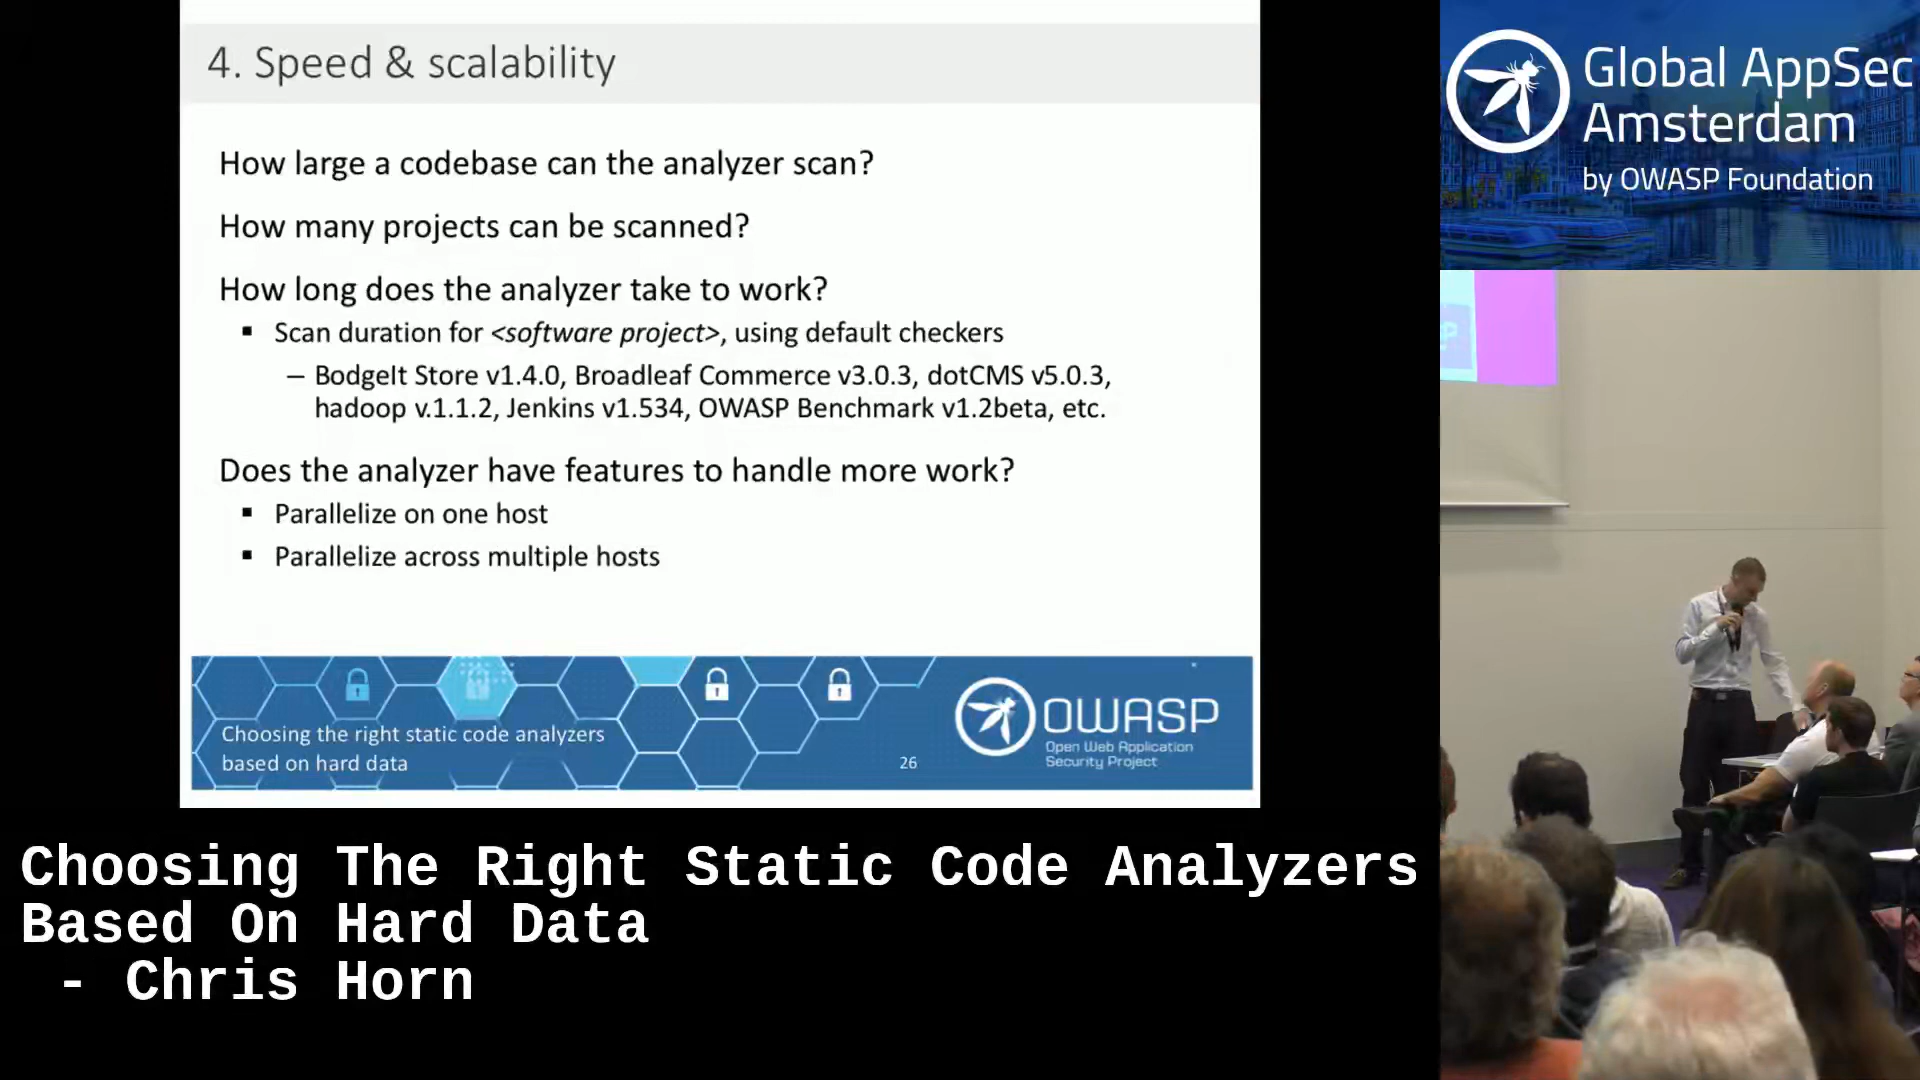 4. Speed & scalability
How large a codebase can the analyzer scan?
How many projects can be scanned?
How long does the analyzer take to work?
▪ Scan duration for <software project>, using default checkers
– BodgeIt Store v1.4.0, Broadleaf Commerce v3.0.3, dotCMS v5.0.3,
hadoop v.1.1.2, Jenkins v1.534, OWASP Benchmark v1.2beta, etc.
Does the analyzer have features to handle more work?
▪ Parallelize on one host
▪ Parallelize across multiple hosts
Choosing the right static code analyzers
based on hard data
26
OWASP
Open Web Application
Security Project
Global AppSec
Amsterdam
by OWASP Foundation
Choosing The Right Static Code Analyzers
Based On Hard Data
- Chris Horn